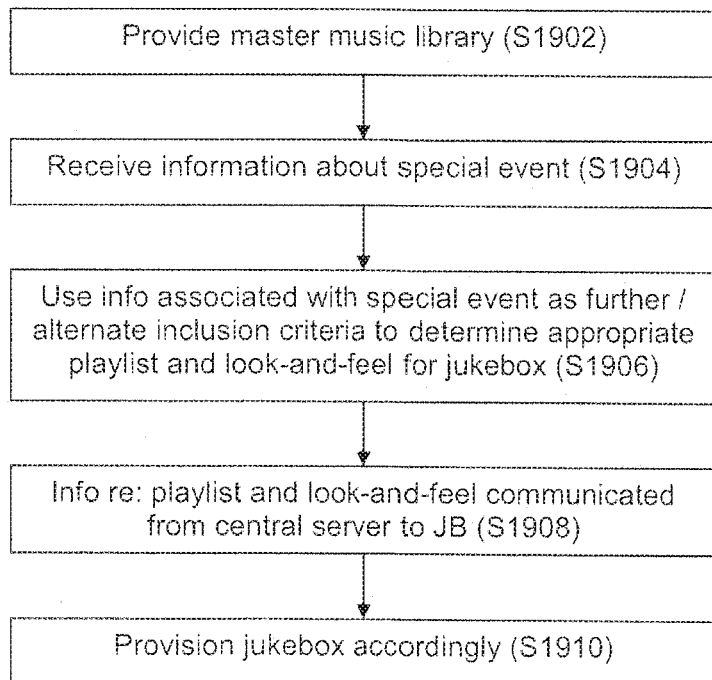 Provide master music library (S1902)
Receive information about special event (S1904)
Use info associated with special event as further /
alternate inclusion criteria to determine appropriate
playlist and look-and-feel for jukebox (S1906)
Info re: playlist and look-and-feel communicated
from central server to JB (S1908)
Provision jukebox accordingly (S1910)